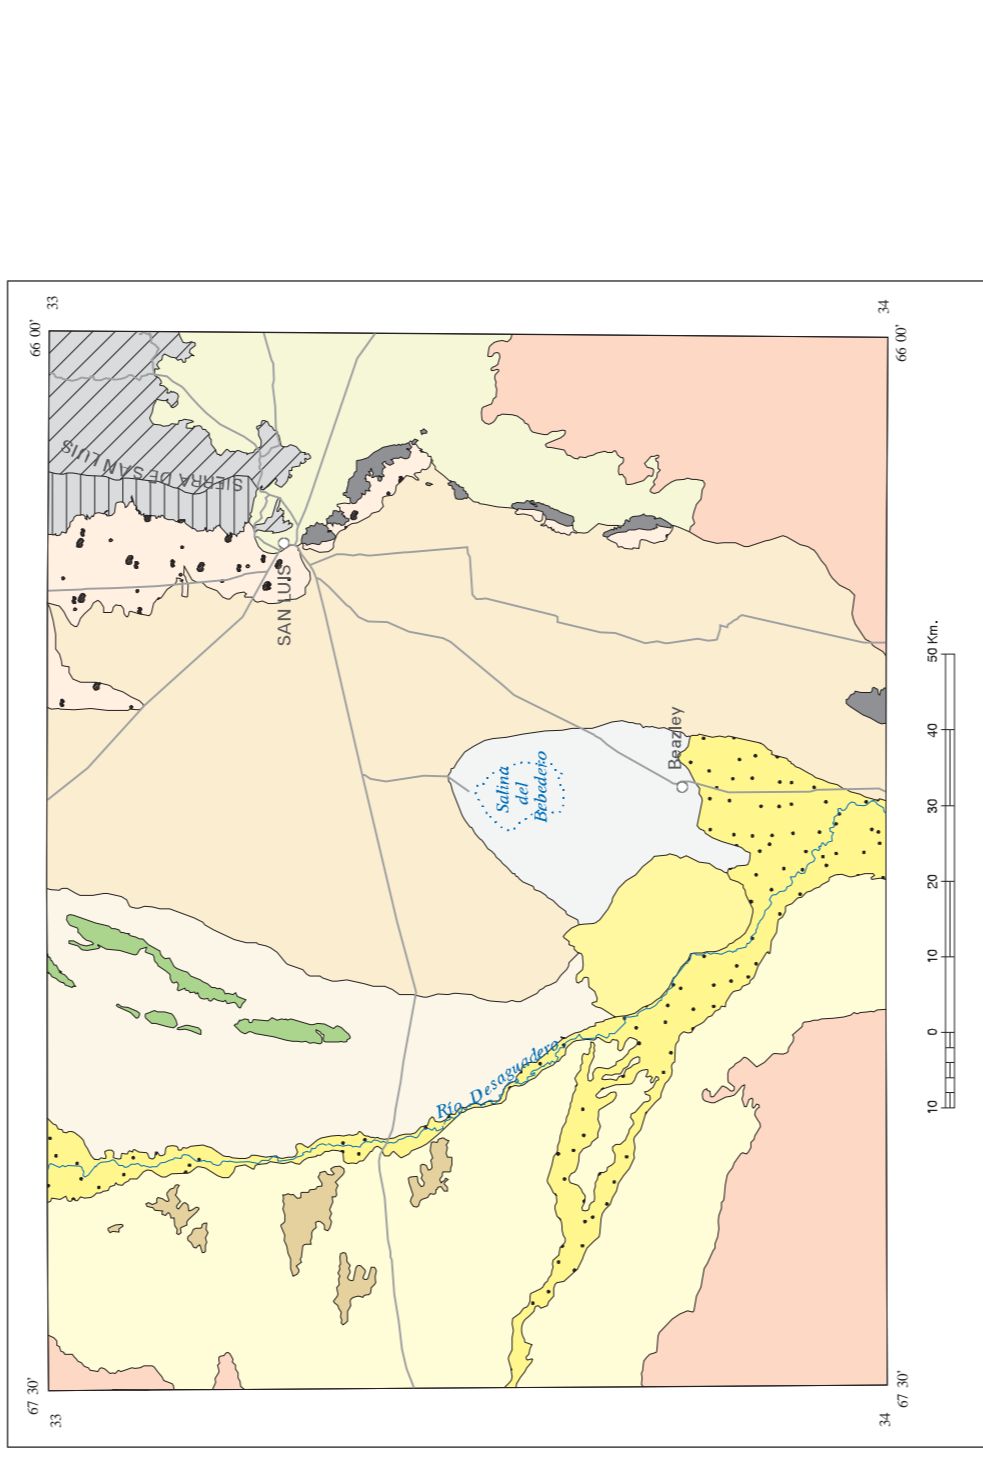 33
34
66 00'
66 00'
SIERRA DE SAN LUIS
SAN LUIS
Salina
del
Bebedero
Beazley
Río Desaguadero
67 30'
67 30'
33
34
10 0 10 20 30 40 50 Km.